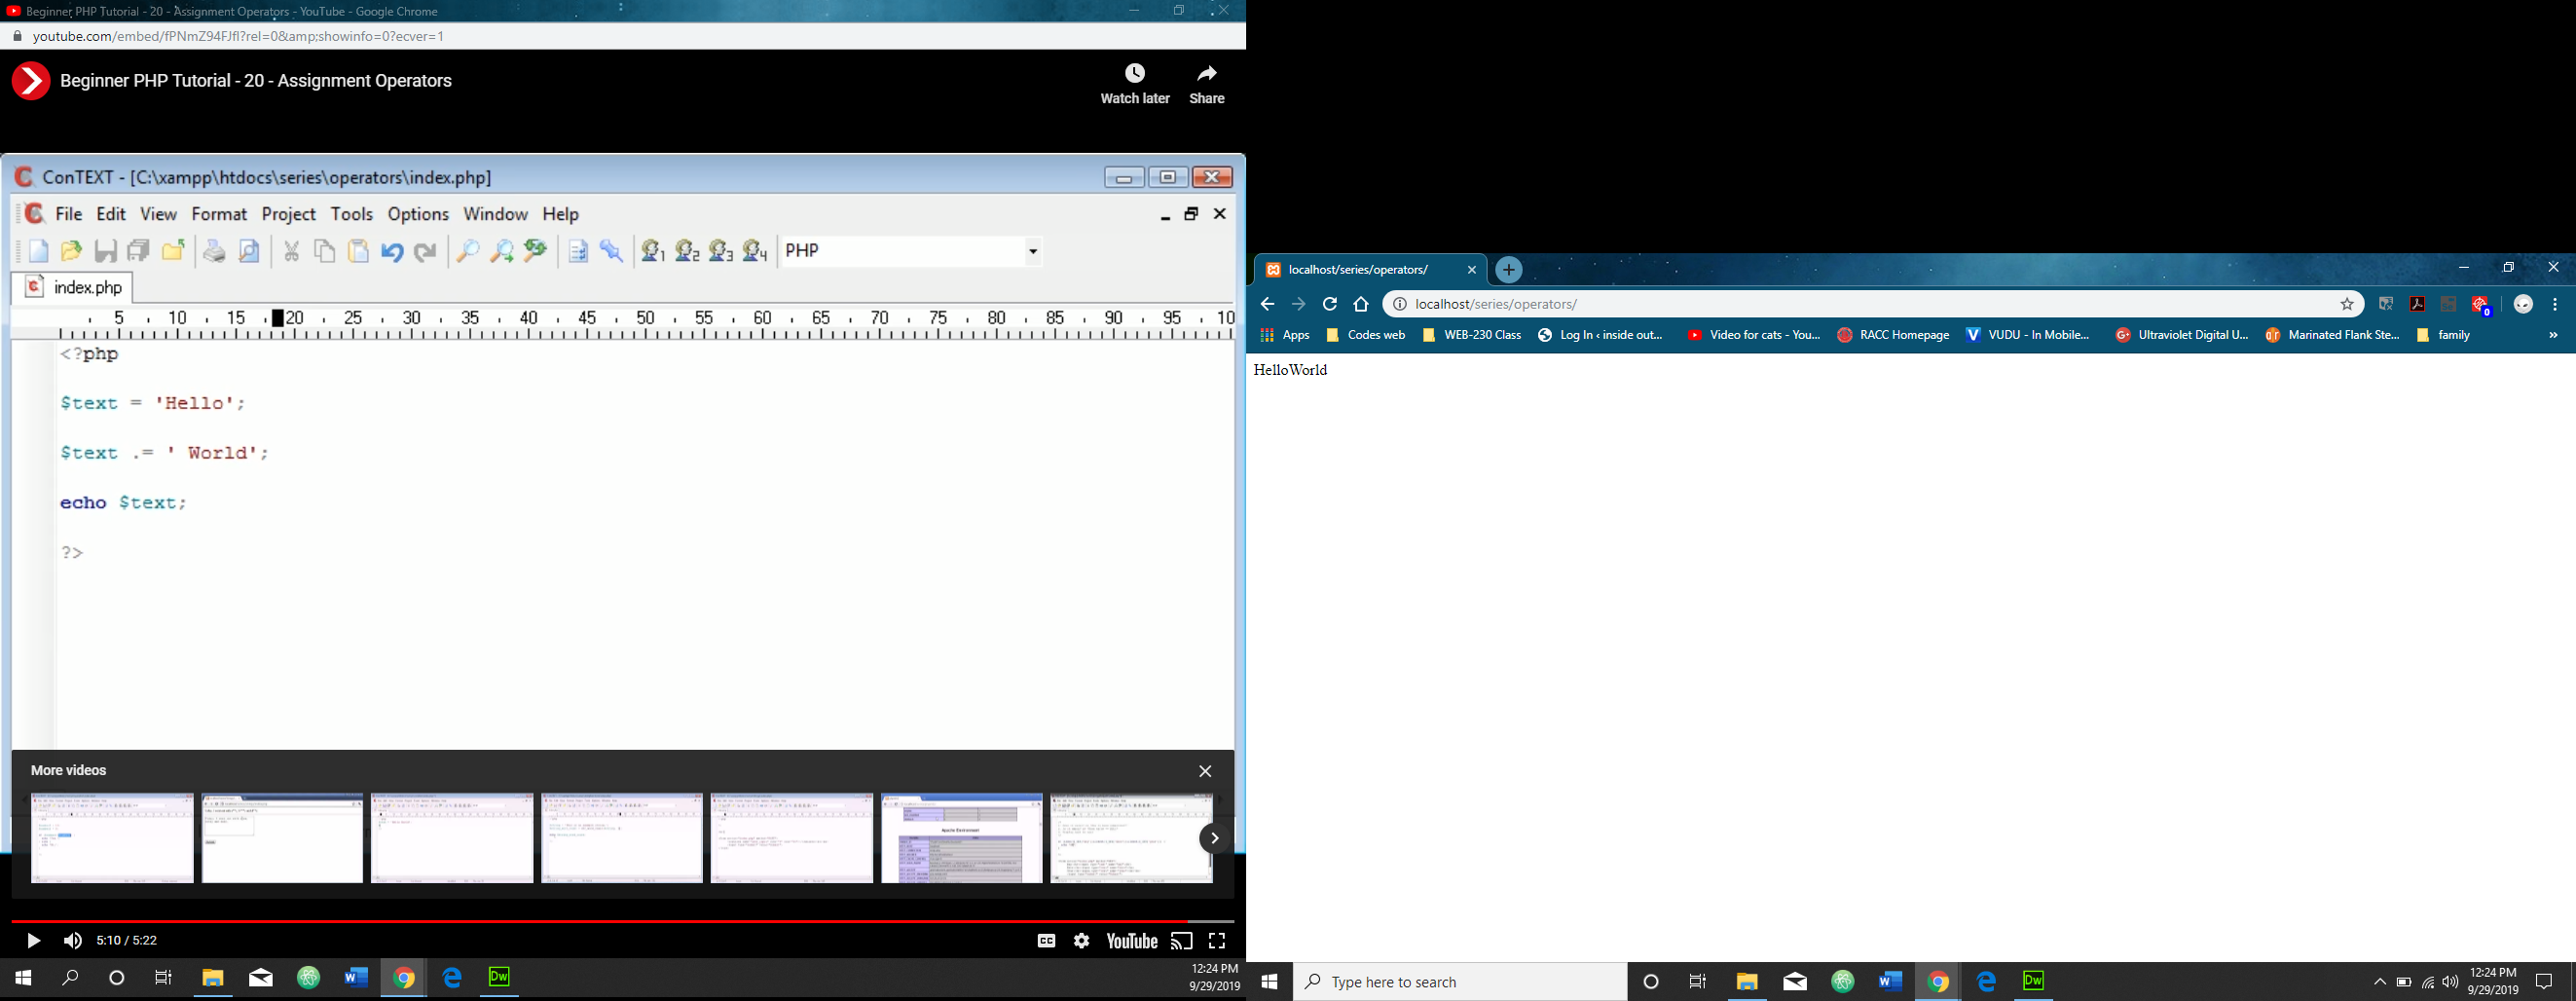 Beginner PHP Tutorial - 20 - Assignment Operators - YouTube - Google Chrome
youtube.com/embed/fPNmZ94FJfI?rel=0&amp;showinfo=0?ecver=1
Beginner PHP Tutorial - 20 - Assignment Operators
Watch later
Share
ConTEXT - [C:\xampp\htdocs\series\operators\index.php]
File Edit View Format Project Tools Options Window Help
PHP
index.php
5 10 15 20 25 30 35 40 45 50 55 60 65 70 75 80 85 90 95 10
<?php
$text = 'Hello';
$text .= ' World';
echo $text;
?>
More videos
5:10 / 5:22
CC
YouTube
W
Dw
12:24 PM
9/29/2019
localhost/series/operators/
localhost/series/operators/
0
Apps Codes web WEB-230 Class Log In ‹ inside out... Video for cats - You... RACC Homepage VUDU - In Mobile... Ultraviolet Digital U... Marinated Flank Ste... family »
HelloWorld
Type here to search
W
Dw
12:24 PM
9/29/2019